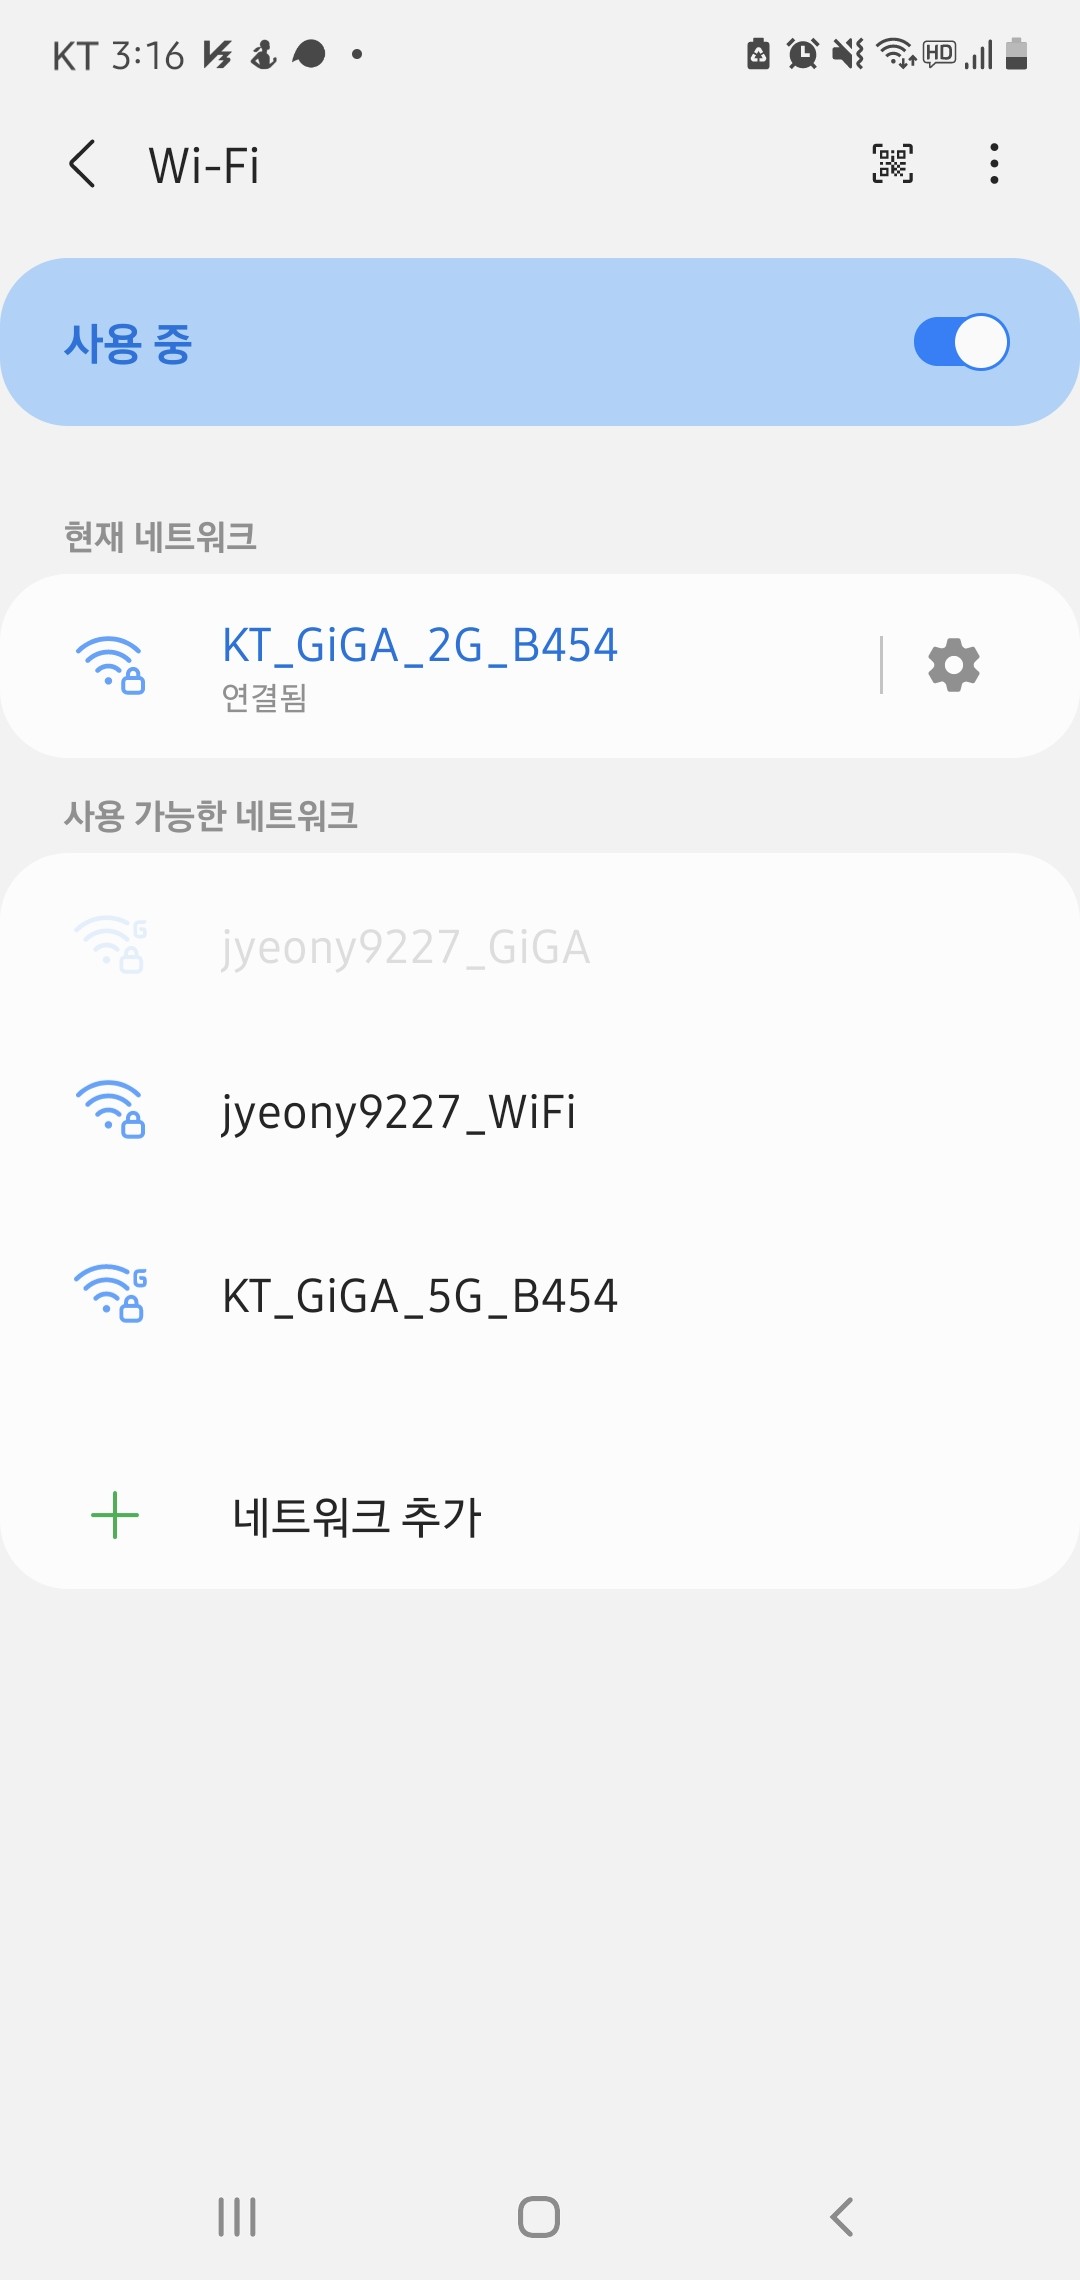 KT 3:16
HD
Wi-Fi
사용 중
현재 네트워크
KT_GiGA_2G_B454
연결됨
사용 가능한 네트워크
G
jyeony9227_GiGA
jyeony9227_WiFi
G
KT_GiGA_5G_B454
네트워크 추가